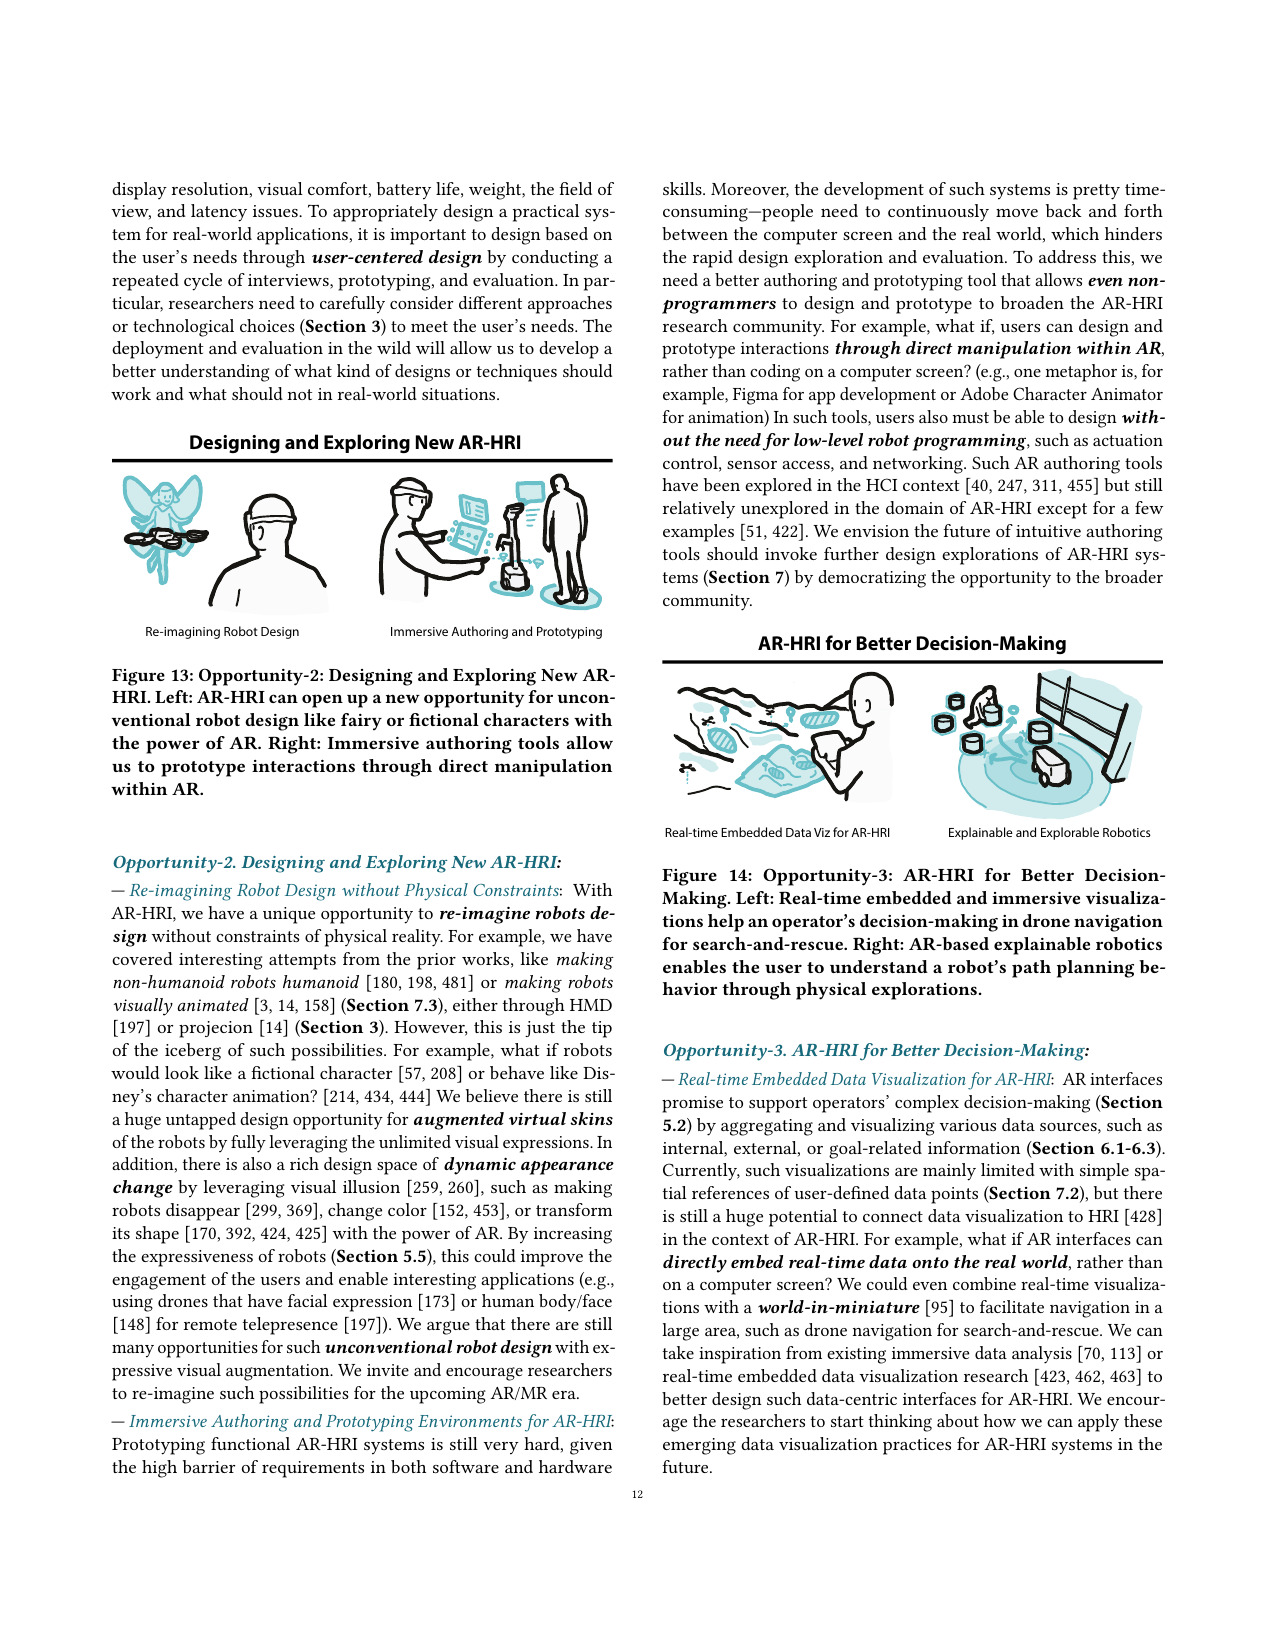 display resolution, visual comfort, battery life, weight, the field of
view, and latency issues. To appropriately design a practical sys-
tem for real-world applications, it is important to design based on
the user's needs through user-centered design by conducting a
repeated cycle of interviews, prototyping, and evaluation. In par-
ticular, researchers need to carefully consider different approaches
or technological choices (Section 3) to meet the user's needs. The
deployment and evaluation in the wild will allow us to develop a
better understanding of what kind of designs or techniques should
work and what should not in real-world situations.
Designing and Exploring New AR-HRI
Re-imagining Robot Design
Immersive Authoring and Prototyping
Figure 13: Opportunity-2: Designing and Exploring New AR-
HRI. Left: AR-HRI can open up a new opportunity for uncon-
ventional robot design like fairy or fictional characters with
the power of AR. Right: Immersive authoring tools allow
us to prototype interactions through direct manipulation
within AR.
Opportunity-2. Designing and Exploring New AR-HRI:
— Re-imagining Robot Design without Physical Constraints: With
AR-HRI, we have a unique opportunity to re-imagine robots de-
sign without constraints of physical reality. For example, we have
covered interesting attempts from the prior works, like making
non-humanoid robots humanoid [180, 198, 481] or making robots
visually animated [3, 14, 158] (Section 7.3), either through HMD
[197] or projecion [14] (Section 3). However, this is just the tip
of the iceberg of such possibilities. For example, what if robots
would look like a fictional character [57, 208] or behave like Dis-
ney's character animation? [214, 434, 444] We believe there is still
a huge untapped design opportunity for augmented virtual skins
of the robots by fully leveraging the unlimited visual expressions. In
addition, there is also a rich design space of dynamic appearance
change by leveraging visual illusion [259, 260], such as making
robots disappear [299, 369], change color [152, 453], or transform
its shape [170, 392, 424, 425] with the power of AR. By increasing
the expressiveness of robots (Section 5.5), this could improve the
engagement of the users and enable interesting applications (e.g.,
using drones that have facial expression [173] or human body/face
[148] for remote telepresence [197]). We argue that there are still
many opportunities for such unconventional robot design with ex-
pressive visual augmentation. We invite and encourage researchers
to re-imagine such possibilities for the upcoming AR/MR era.
— Immersive Authoring and Prototyping Environments for AR-HRI:
Prototyping functional AR-HRI systems is still very hard, given
the high barrier of requirements in both software and hardware
skills. Moreover, the development of such systems is pretty time-
consuming—people need to continuously move back and forth
between the computer screen and the real world, which hinders
the rapid design exploration and evaluation. To address this, we
need a better authoring and prototyping tool that allows even non-
programmers to design and prototype to broaden the AR-HRI
research community. For example, what if, users can design and
prototype interactions through direct manipulation within AR,
rather than coding on a computer screen? (e.g., one metaphor is, for
example, Figma for app development or Adobe Character Animator
for animation) In such tools, users also must be able to design with-
out the need for low-level robot programming, such as actuation
control, sensor access, and networking. Such AR authoring tools
have been explored in the HCI context [40, 247, 311, 455] but still
relatively unexplored in the domain of AR-HRI except for a few
examples [51, 422]. We envision the future of intuitive authoring
tools should invoke further design explorations of AR-HRI sys-
tems (Section 7) by democratizing the opportunity to the broader
community.
AR-HRI for Better Decision-Making
Real-time Embedded Data Viz for AR-HRI
Explainable and Explorable Robotics
Figure 14: Opportunity-3: AR-HRI for Better Decision-
Making. Left: Real-time embedded and immersive visualiza-
tions help an operator's decision-making in drone navigation
for search-and-rescue. Right: AR-based explainable robotics
enables the user to understand a robot's path planning be-
havior through physical explorations.
Opportunity-3. AR-HRI for Better Decision-Making:
— Real-time Embedded Data Visualization for AR-HRI: AR interfaces
promise to support operators' complex decision-making (Section
5.2) by aggregating and visualizing various data sources, such as
internal, external, or goal-related information (Section 6.1-6.3).
Currently, such visualizations are mainly limited with simple spa-
tial references of user-defined data points (Section 7.2), but there
is still a huge potential to connect data visualization to HRI [428]
in the context of AR-HRI. For example, what if AR interfaces can
directly embed real-time data onto the real world, rather than
on a computer screen? We could even combine real-time visualiza-
tions with a world-in-miniature [95] to facilitate navigation in a
large area, such as drone navigation for search-and-rescue. We can
take inspiration from existing immersive data analysis [70, 113] or
real-time embedded data visualization research [423, 462, 463] to
better design such data-centric interfaces for AR-HRI. We encour-
age the researchers to start thinking about how we can apply these
emerging data visualization practices for AR-HRI systems in the
future.
12